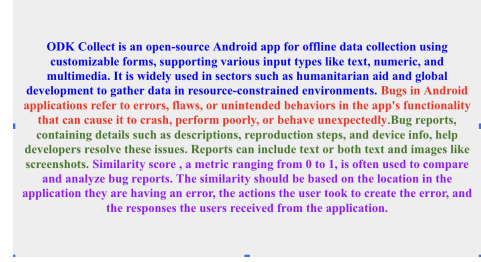 ODK Collect is an open-source Android app for offline data collection using
customizable forms, supporting various input types like text, numeric, and
multimedia. It is widely used in sectors such as humanitarian aid and global
development to gather data in resource-constrained environments. Bugs in Android
applications refer to errors, flaws, or unintended behaviors in the app's functionality
that can cause it to crash, perform poorly, or behave unexpectedly.Bug reports,
containing details such as descriptions, reproduction steps, and device info, help
developers resolve these issues. Reports can include text or both text and images like
screenshots. Similarity score , a metric ranging from 0 to 1, is often used to compare
and analyze bug reports. The similarity should be based on the location in the
application they are having an error, the actions the user took to create the error, and
the responses the users received from the application.